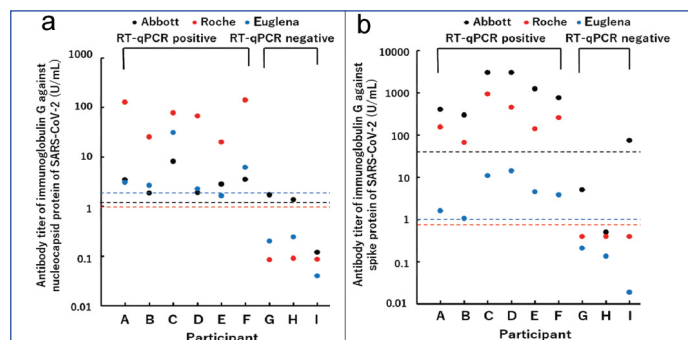 a
Abbott Roche Euglena
RT-qPCR positive RT-qPCR negative
Antibody titer of immunoglobulin G against
nucleocapsid protein of SARS-CoV-2 (U/mL)
1000
100
10
1
0.1
0.01
A B C D E F G H I
Participant
b
Abbott Roche Euglena
RT-qPCR positive RT-qPCR negative
Antibody titer of immunoglobulin G against
spike protein of SARS-CoV-2 (U/mL)
10000
1000
100
10
1
0.1
0.01
A B C D E F G H I
Participant